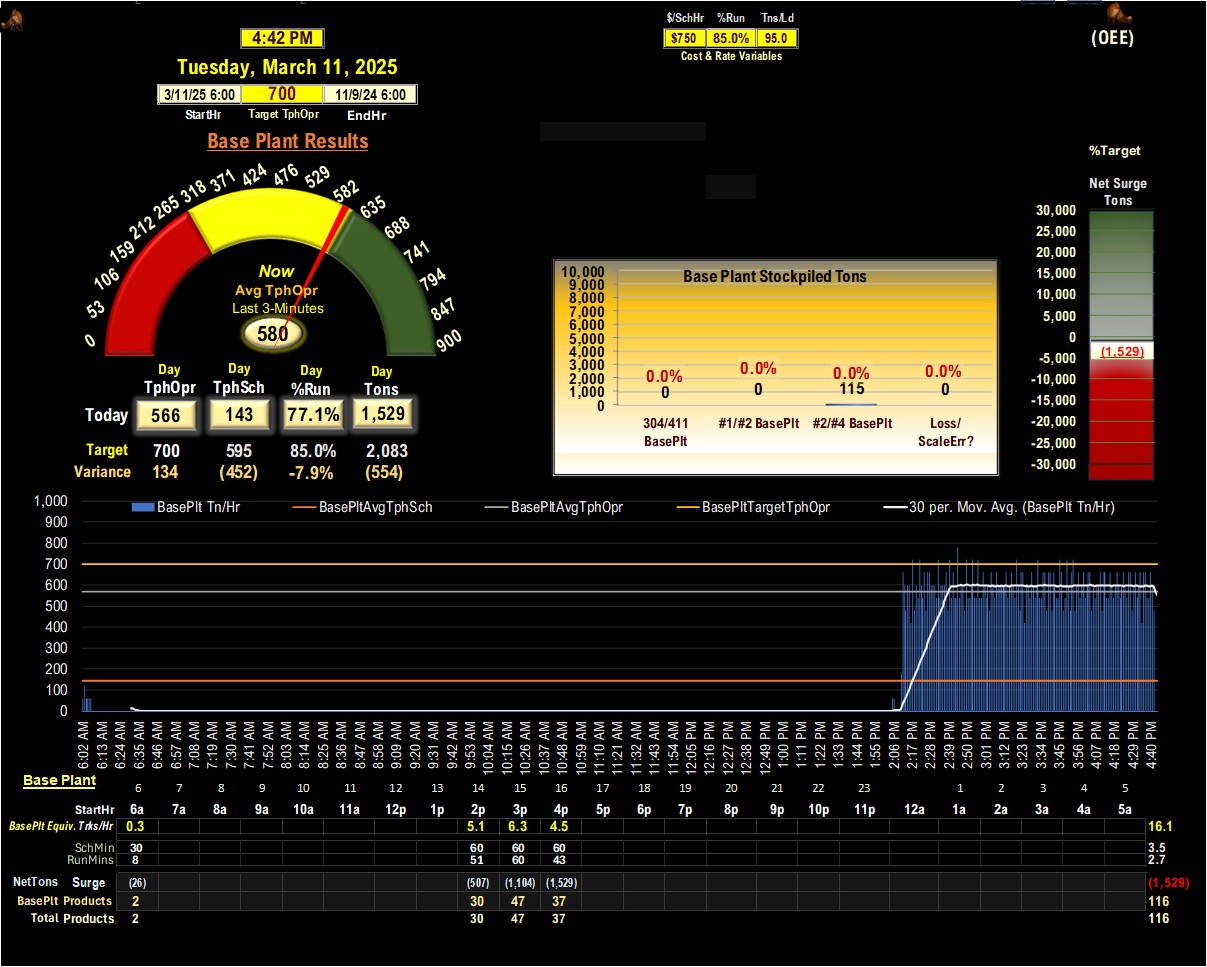 $/SchHr %Run Tns/Ld
4:42 PM
$750 85.0% 95.0
(OEE)
Cost & Rate Variables
Tuesday, March 11, 2025
3/11/25 6:00 700 11/9/24 6:00
StartHr Target TphOpr EndHr
Base Plant Results
%Target
Net Surge
Tons
0 53 106 159 212 265 318 371 424 476 529 582 635 688 741 794 847 900
Now
Avg TphOpr
Last 3-Minutes
580
30,000
25,000
20,000
15,000
10,000
5,000
0
-5,000
-10,000
-15,000
-20,000
-25,000
-30,000
(1,529)
Base Plant Stockpiled Tons
10,000
9,000
8,000
7,000
6,000
5,000
4,000
3,000
2,000
1,000
0
0.0% 0.0% 0.0% 0.0%
0 0 115 0
304/411 #1/#2 BasePlt #2/#4 BasePlt Loss/
BasePlt ScaleErr?
Day Day Day Day
TphOpr TphSch %Run Tons
Today 566 143 77.1% 1,529
Target 700 595 85.0% 2,083
Variance 134 (452) -7.9% (554)
BasePlt Tn/Hr BasePltAvgTphSch BasePltAvgTphOpr BasePltTargetTphOpr 30 per. Mov. Avg. (BasePlt Tn/Hr)
1,000
900
800
700
600
500
400
300
200
100
0
6:02 AM 6:13 AM 6:24 AM 6:35 AM 6:46 AM 6:57 AM 7:08 AM 7:19 AM 7:30 AM 7:41 AM 7:52 AM 8:03 AM 8:14 AM 8:25 AM 8:36 AM 8:47 AM 8:58 AM 9:09 AM 9:20 AM 9:31 AM 9:42 AM 9:53 AM 10:04 AM 10:15 AM 10:26 AM 10:37 AM 10:48 AM 10:59 AM 11:10 AM 11:21 AM 11:32 AM 11:43 AM 11:54 AM 12:05 PM 12:16 PM 12:27 PM 12:38 PM 12:49 PM 1:00 PM 1:11 PM 1:22 PM 1:33 PM 1:44 PM 1:55 PM 2:06 PM 2:17 PM 2:28 PM 2:39 PM 2:50 PM 3:01 PM 3:12 PM 3:23 PM 3:34 PM 3:45 PM 3:56 PM 4:07 PM 4:18 PM 4:29 PM 4:40 PM
Base Plant
6 7 8 9 10 11 12 13 14 15 16 17 18 19 20 21 22 23 1 2 3 4 5
StartHr 6a 7a 8a 9a 10a 11a 12p 1p 2p 3p 4p 5p 6p 7p 8p 9p 10p 11p 12a 1a 2a 3a 4a 5a
BasePlt Equiv. Trks/Hr 0.3 5.1 6.3 4.5 16.1
SchMin 30 60 60 60 3.5
RunMins 8 51 60 43 2.7
NetTons Surge (26) (507) (1,104) (1,529) (1,529)
BasePlt Products 2 30 47 37 116
Total Products 2 30 47 37 116